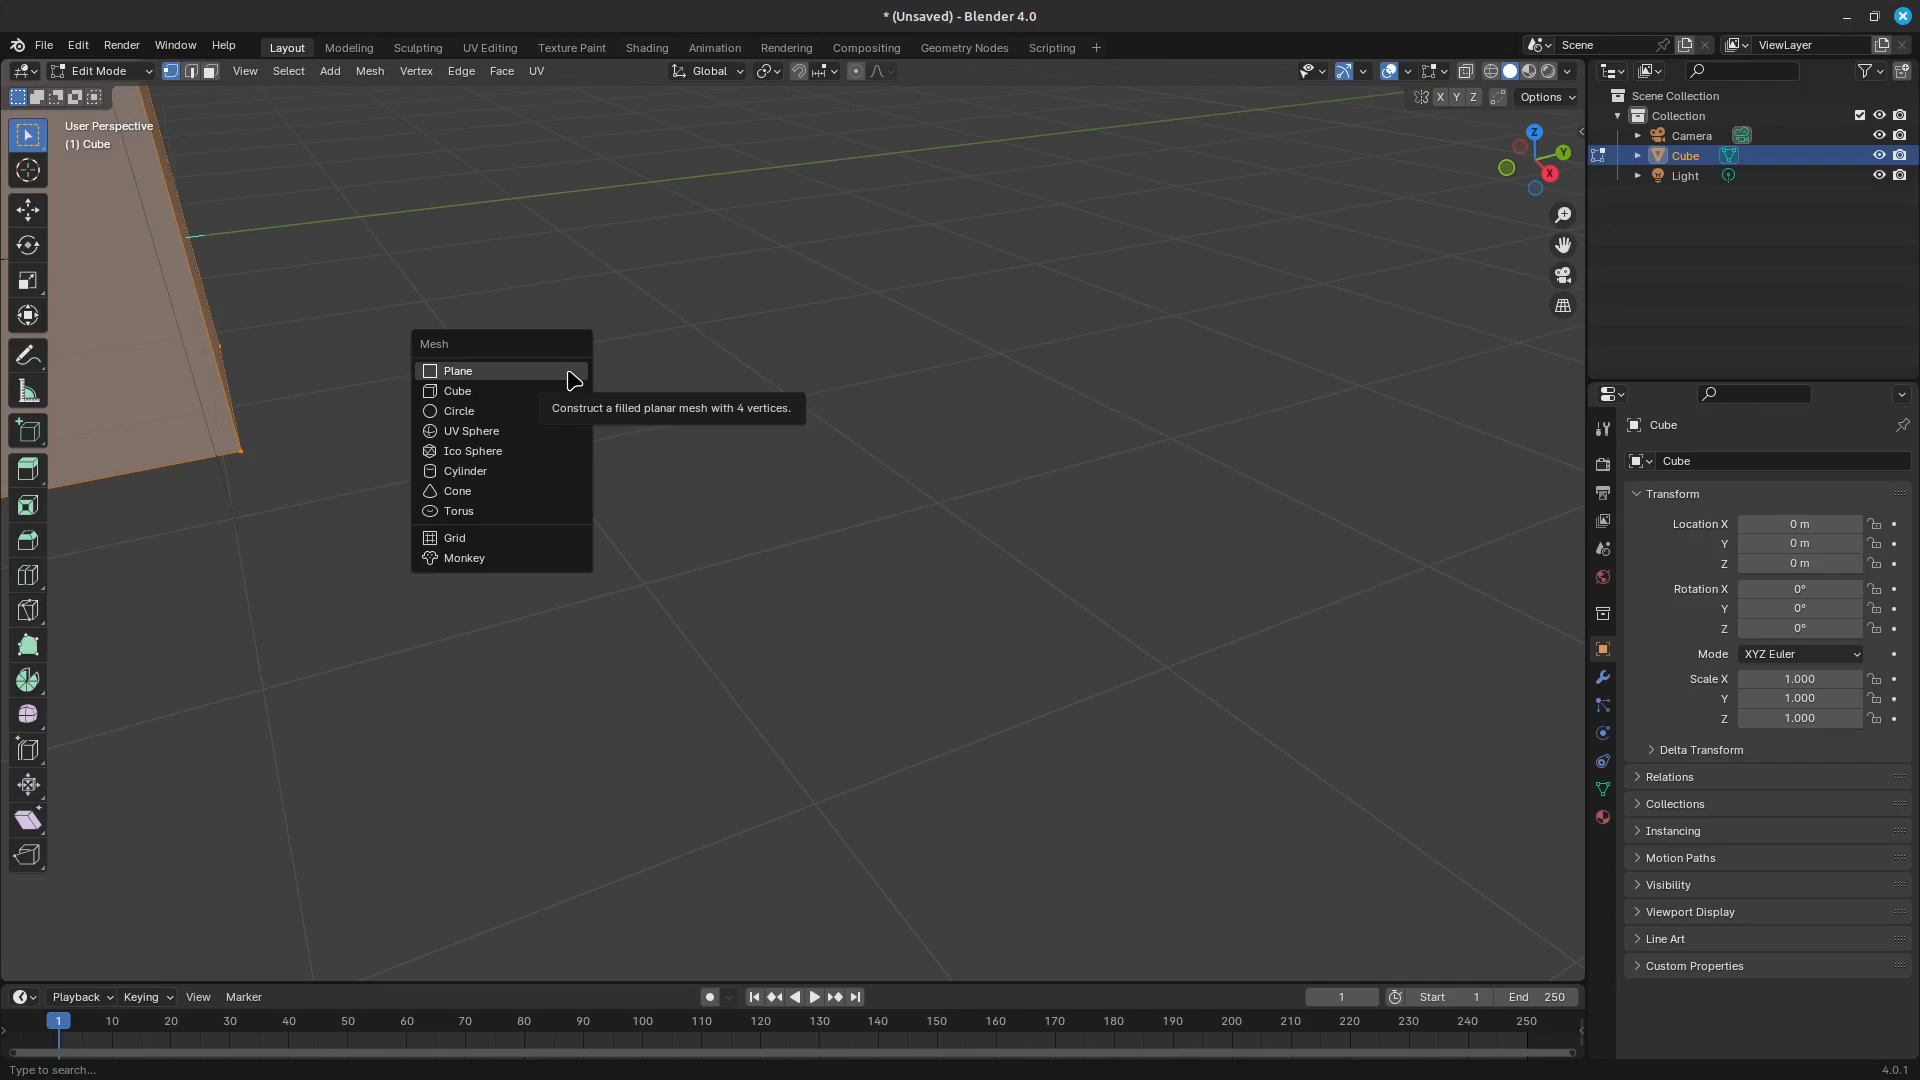 * (Unsaved) - Blender 4.0
File Edit Render Window Help Layout Modeling Sculpting UV Editing Texture Paint Shading Animation Rendering Compositing Geometry Nodes Scripting + Scene ViewLayer
Edit Mode View Select Add Mesh Vertex Edge Face UV Global
X Y Z Options
User Perspective
(1) Cube
Z
Y
X
Scene Collection
Collection
Camera
Cube
Light
Mesh
Plane
Cube
Circle
UV Sphere
Ico Sphere
Cylinder
Cone
Torus
Grid
Monkey
Construct a filled planar mesh with 4 vertices.
Cube
Cube
Transform
Location X 0 m
Y 0 m
Z 0 m
Rotation X 0°
Y 0°
Z 0°
Mode XYZ Euler
Scale X 1.000
Y 1.000
Z 1.000
Delta Transform
Relations
Collections
Instancing
Motion Paths
Visibility
Viewport Display
Line Art
Custom Properties
Playback Keying View Marker 1 Start 1 End 250
1 10 20 30 40 50 60 70 80 90 100 110 120 130 140 150 160 170 180 190 200 210 220 230 240 250
Type to search... 4.0.1